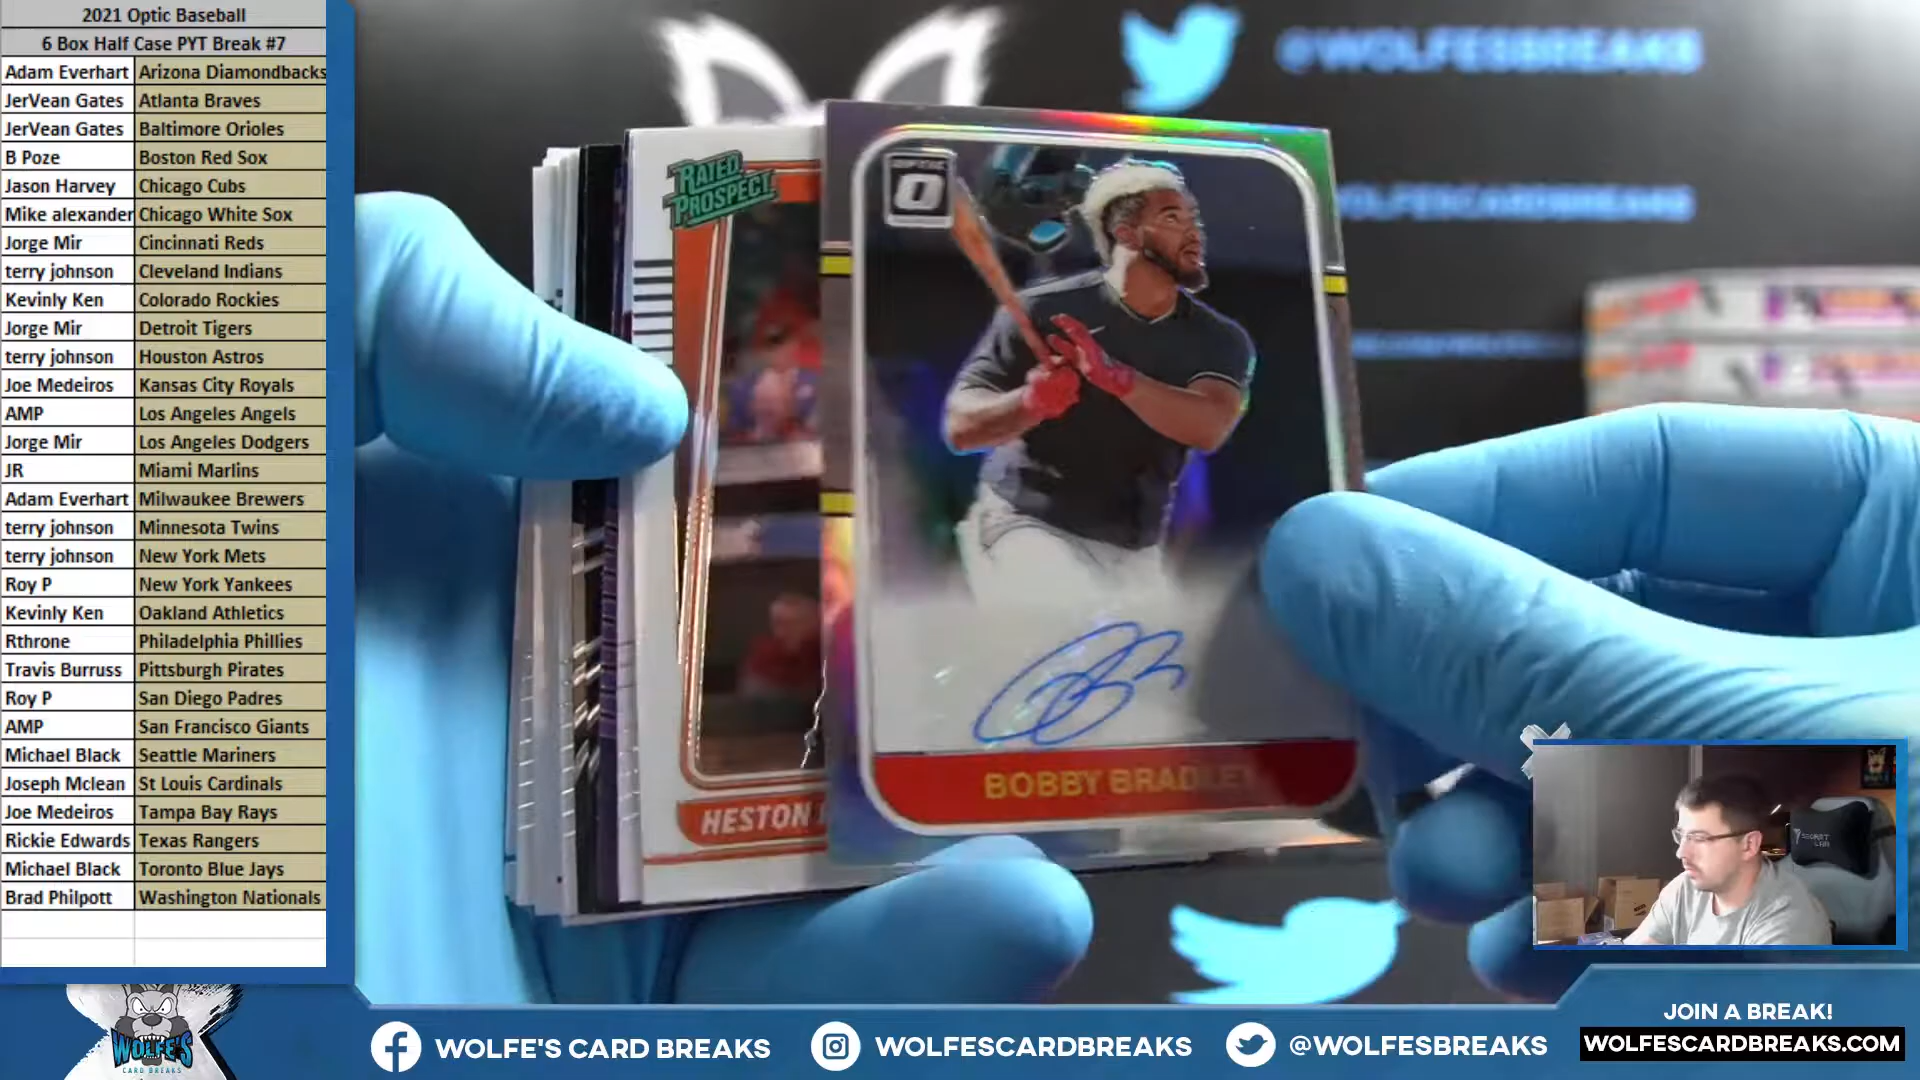 2021 Optic Baseball
6 Box Half Case PYT Break #7
Adam Everhart Arizona Diamondbacks
JerVean Gates Atlanta Braves
JerVean Gates Baltimore Orioles
B Poze Boston Red Sox
Jason Harvey Chicago Cubs
Mike alexander Chicago White Sox
Jorge Mir Cincinnati Reds
terry johnson Cleveland Indians
Kevinly Ken Colorado Rockies
Jorge Mir Detroit Tigers
terry johnson Houston Astros
Joe Medeiros Kansas City Royals
AMP Los Angeles Angels
Jorge Mir Los Angeles Dodgers
JR Miami Marlins
Adam Everhart Milwaukee Brewers
terry johnson Minnesota Twins
terry johnson New York Mets
Roy P New York Yankees
Kevinly Ken Oakland Athletics
Rthrone Philadelphia Phillies
Travis Burruss Pittsburgh Pirates
Roy P San Diego Padres
AMP San Francisco Giants
Michael Black Seattle Mariners
Joseph Mclean St Louis Cardinals
Joe Medeiros Tampa Bay Rays
Rickie Edwards Texas Rangers
Michael Black Toronto Blue Jays
Brad Philpott Washington Nationals
@WOLFESBREAKS
WOLFESCARDBREAKS
RATED
PROSPECT
HESTON
OPTIC
O
BOBBY BRADLEY
SECRET
LAB
WOLFE'S
CARD BREAKS
WOLFE'S CARD BREAKS
WOLFESCARDBREAKS
@WOLFESBREAKS
JOIN A BREAK!
WOLFESCARDBREAKS.COM